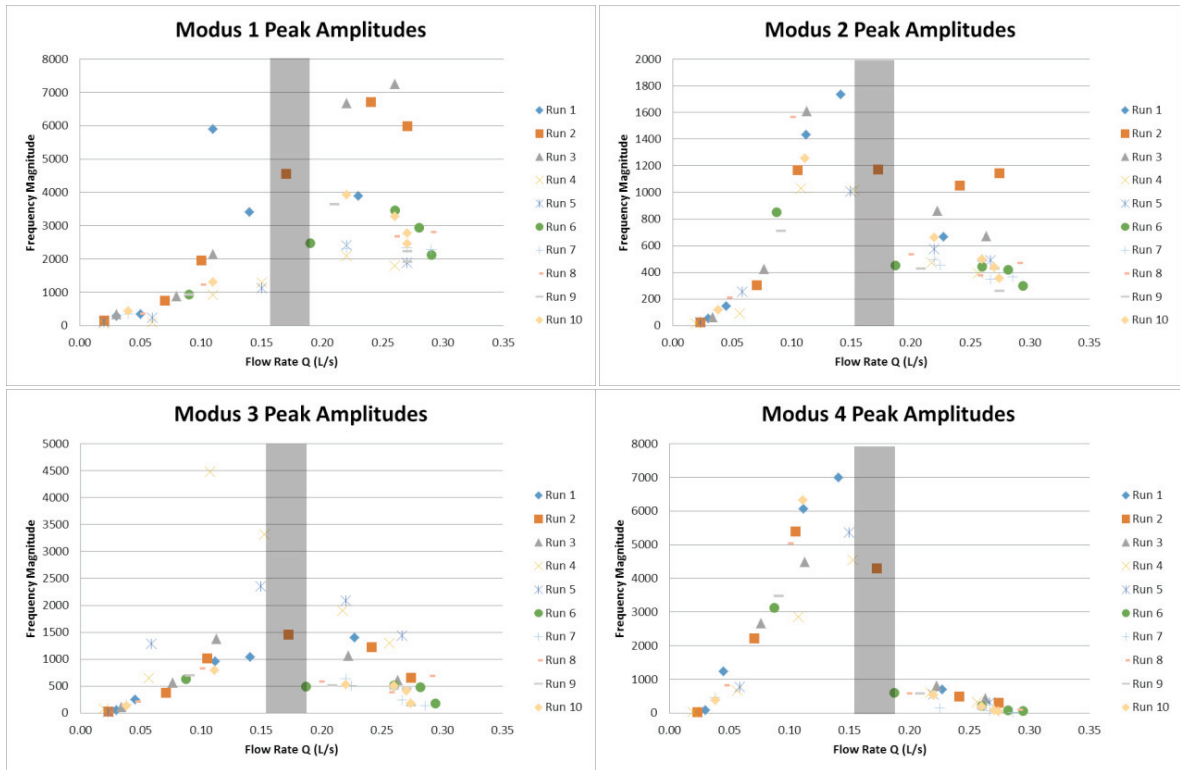 Modus 1 Peak Amplitudes
Frequency Magnitude
8000
7000
6000
5000
4000
3000
2000
1000
0
0.00 0.05 0.10 0.15 0.20 0.25 0.30 0.35
Flow Rate Q (L/s)
Run 1
Run 2
Run 3
Run 4
Run 5
Run 6
Run 7
Run 8
Run 9
Run 10
Modus 2 Peak Amplitudes
Frequency Magnitude
2000
1800
1600
1400
1200
1000
800
600
400
200
0
0.00 0.05 0.10 0.15 0.20 0.25 0.30 0.35
Flow Rate Q (L/s)
Run 1
Run 2
Run 3
Run 4
Run 5
Run 6
Run 7
Run 8
Run 9
Run 10
Modus 3 Peak Amplitudes
Frequency Magnitude
5000
4500
4000
3500
3000
2500
2000
1500
1000
500
0
0.00 0.05 0.10 0.15 0.20 0.25 0.30 0.35
Flow Rate Q (L/s)
Run 1
Run 2
Run 3
Run 4
Run 5
Run 6
Run 7
Run 8
Run 9
Run 10
Modus 4 Peak Amplitudes
Frequency Magnitude
8000
7000
6000
5000
4000
3000
2000
1000
0
0.00 0.05 0.10 0.15 0.20 0.25 0.30 0.35
Flow Rate Q (L/s)
Run 1
Run 2
Run 3
Run 4
Run 5
Run 6
Run 7
Run 8
Run 9
Run 10